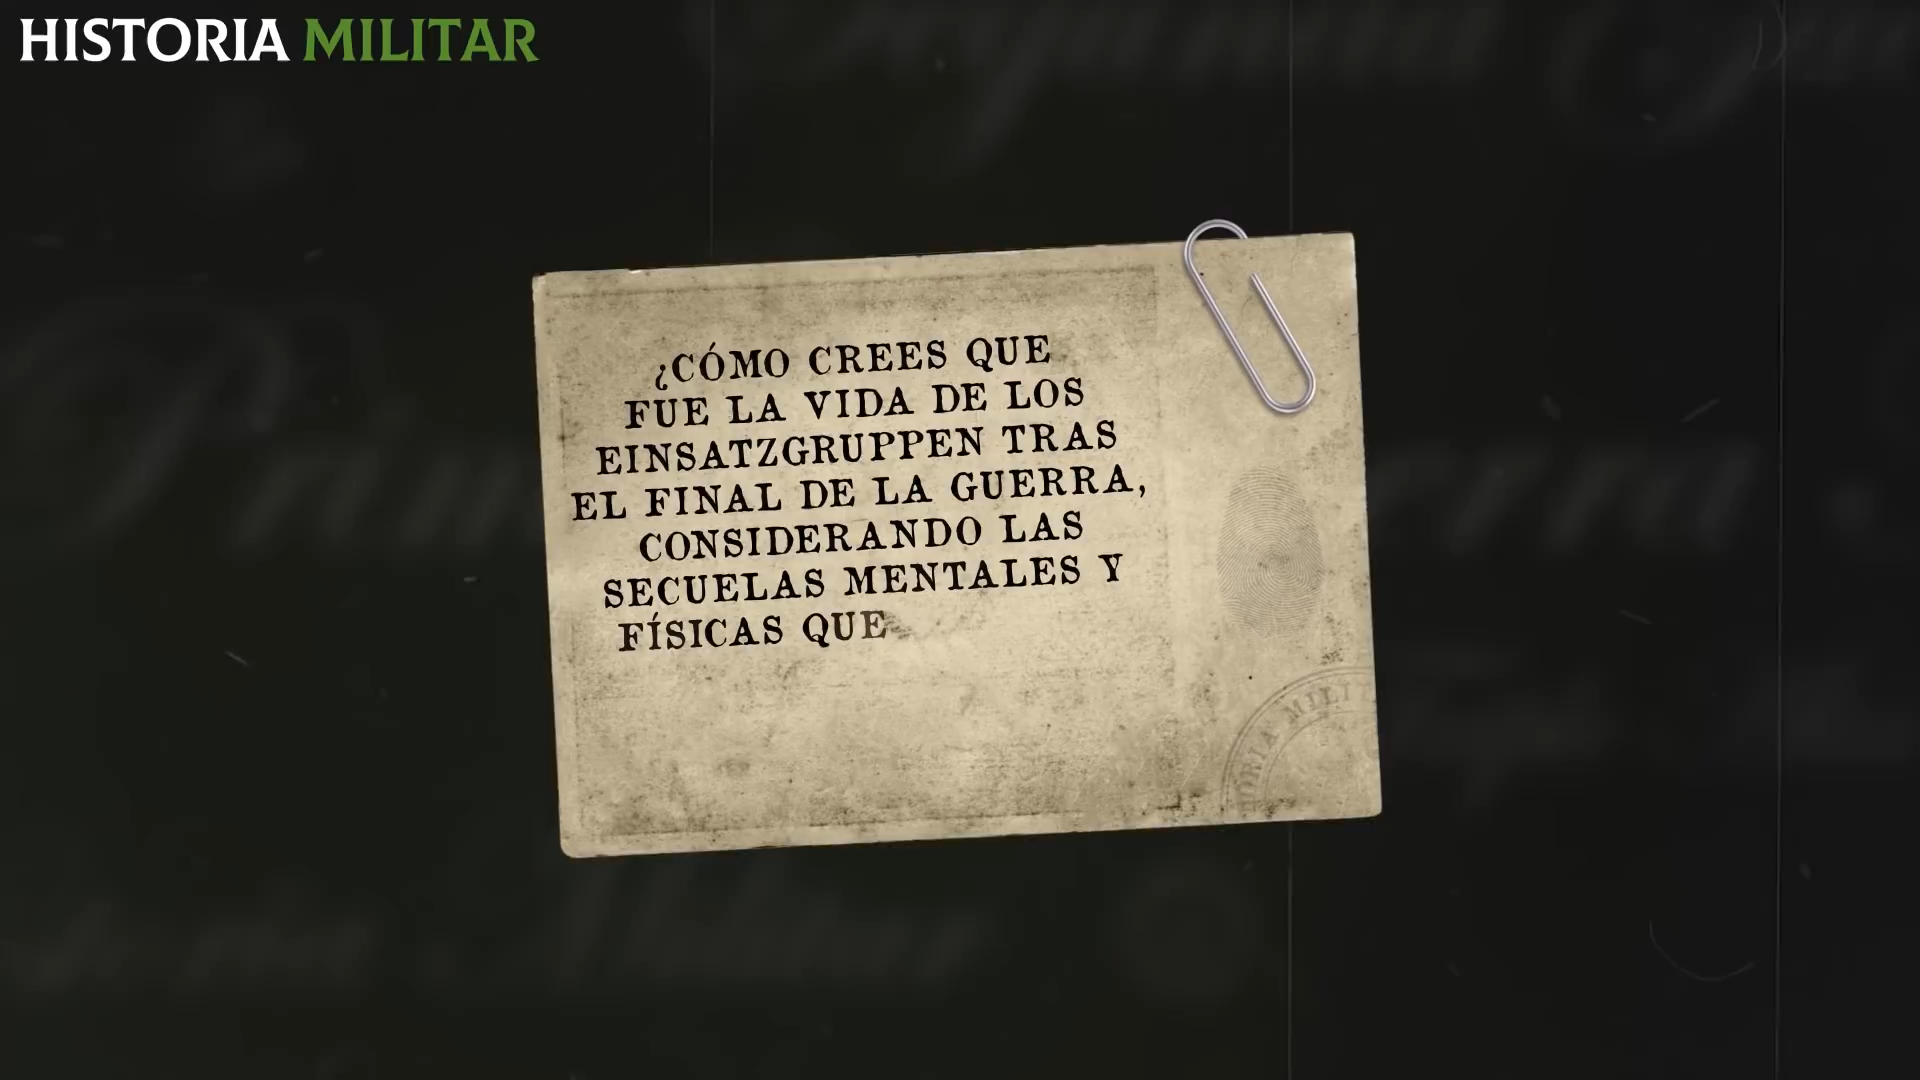 HISTORIA MILITAR
¿CÓMO CREES QUE
FUE LA VIDA DE LOS
EINSATZGRUPPEN TRAS
EL FINAL DE LA GUERRA,
CONSIDERANDO LAS
SECUELAS MENTALES Y
FÍSICAS QUE